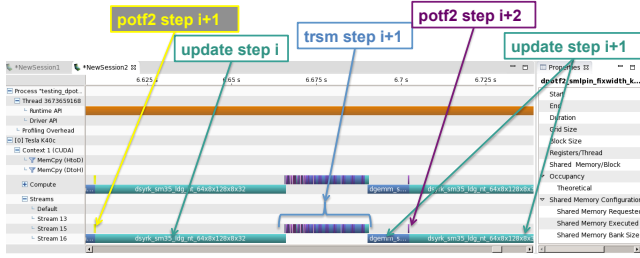 potf2 step i+1
update step i
trsm step i+1
potf2 step i+2
update step i+1
*NewSession1
*NewSession2
6.625 s
6.65 s
6.675 s
6.7 s
6.725 s
Properties
dpotf2_smlpin_fixwidth_k...
Process "testing_dpot...
Thread 3673659168
Runtime API
Driver API
Profiling Overhead
[0] Tesla K40c
Context 1 (CUDA)
MemCpy (HtoD)
MemCpy (DtoH)
Compute
dsyrk_sm35_ldg_nt_64x8x128x8x32
dgemm_s...
dsyrk_sm35_ldg_nt_64x8x128x8x
Streams
Default
Stream 13
Stream 15
Stream 16
dsyrk_sm35_ldg_nt_64x8x128x8x32
dgemm_s...
dsyrk_sm35_ldg_nt_64x8x128x8x
Start
End
Duration
Grid Size
Block Size
Registers/Thread
Shared Memory/Block
Occupancy
Theoretical
Shared Memory Configuration
Shared Memory Requested
Shared Memory Executed
Shared Memory Bank Size